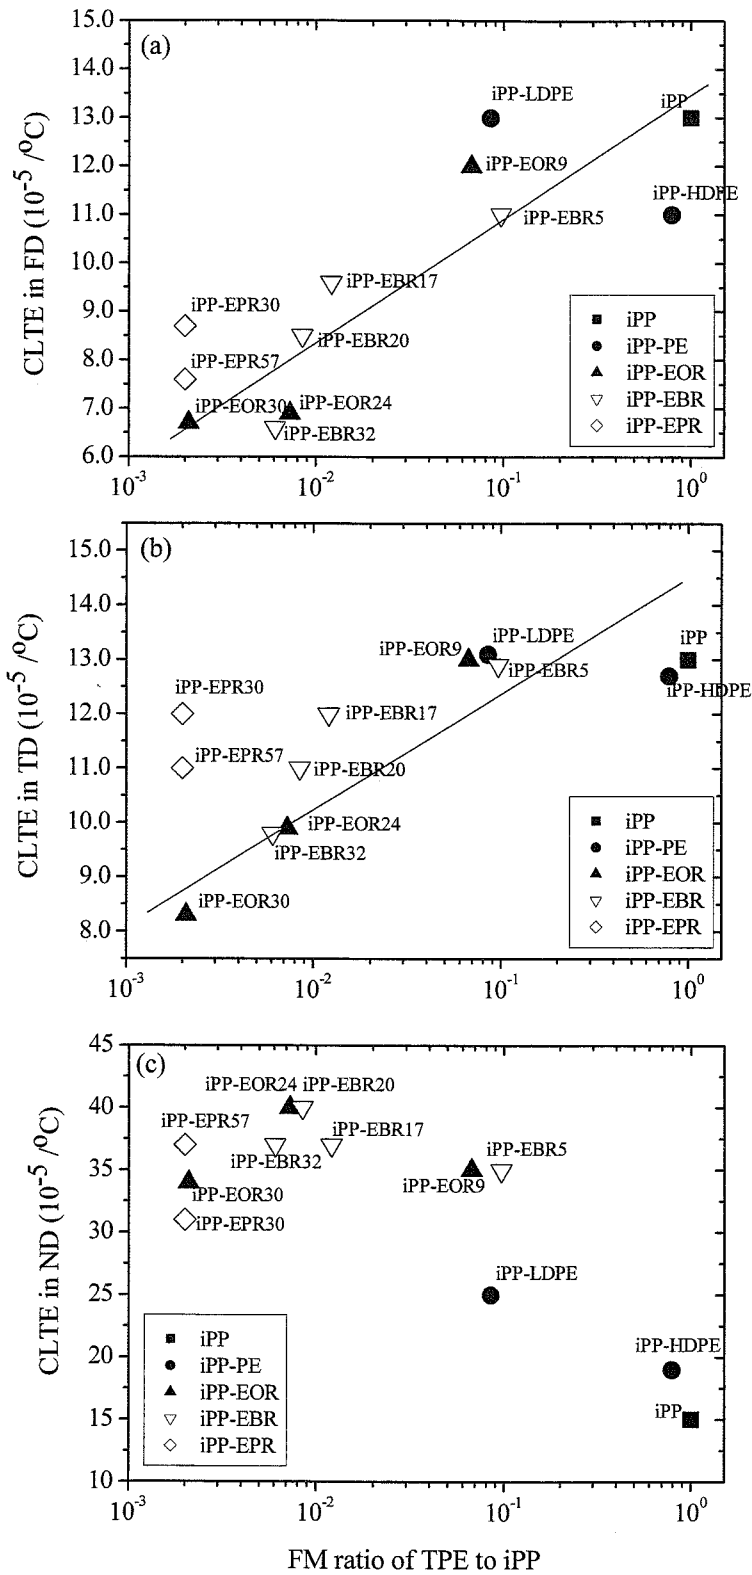 (a)
15.0
14.0
13.0
12.0
11.0
10.0
9.0
8.0
7.0
6.0
CLTE in FD (10⁻⁵ /ºC)
iPP-LDPE
iPP
iPP-EOR9
iPP-HDPE
iPP-EBR5
iPP-EBR17
iPP-EPR30
iPP-EBR20
iPP-EPR57
iPP-EOR30
iPP-EOR24
iPP-EBR32
iPP
iPP-PE
iPP-EOR
iPP-EBR
iPP-EPR
10⁻³ 10⁻² 10⁻¹ 10⁰
(b)
15.0
14.0
13.0
12.0
11.0
10.0
9.0
8.0
CLTE in TD (10⁻⁵ /ºC)
iPP-LDPE
iPP
iPP-EOR9
iPP-EBR5
iPP-HDPE
iPP-EPR30
iPP-EBR17
iPP-EPR57
iPP-EBR20
iPP-EOR24
iPP-EBR32
iPP-EOR30
iPP
iPP-PE
iPP-EOR
iPP-EBR
iPP-EPR
10⁻³ 10⁻² 10⁻¹ 10⁰
(c)
45
40
35
30
25
20
15
10
CLTE in ND (10⁻⁵ /ºC)
iPP-EOR24 iPP-EBR20
iPP-EPR57
iPP-EBR17
iPP-EBR32
iPP-EBR5
iPP-EOR9
iPP-EOR30
iPP-EPR30
iPP-LDPE
iPP-HDPE
iPP
iPP
iPP-PE
iPP-EOR
iPP-EBR
iPP-EPR
10⁻³ 10⁻² 10⁻¹ 10⁰
FM ratio of TPE to iPP